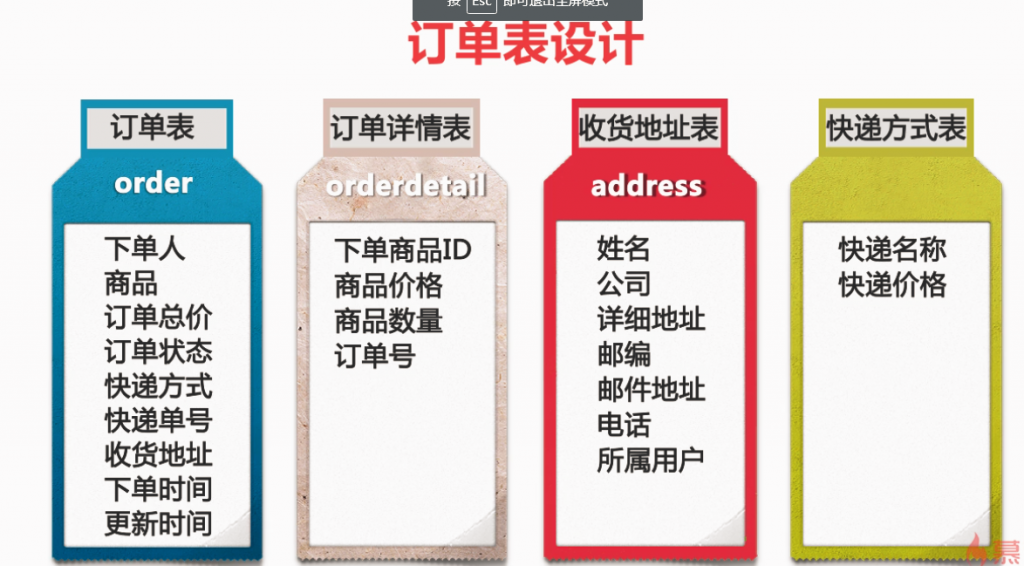 按 Esc 即可退出全屏模式
订单表设计
订单表
order
下单人
商品
订单总价
订单状态
快递方式
快递单号
收货地址
下单时间
更新时间
订单详情表
orderdetail
下单商品ID
商品价格
商品数量
订单号
收货地址表
address
姓名
公司
详细地址
邮编
邮件地址
电话
所属用户
快递方式表
快递名称
快递价格
慕